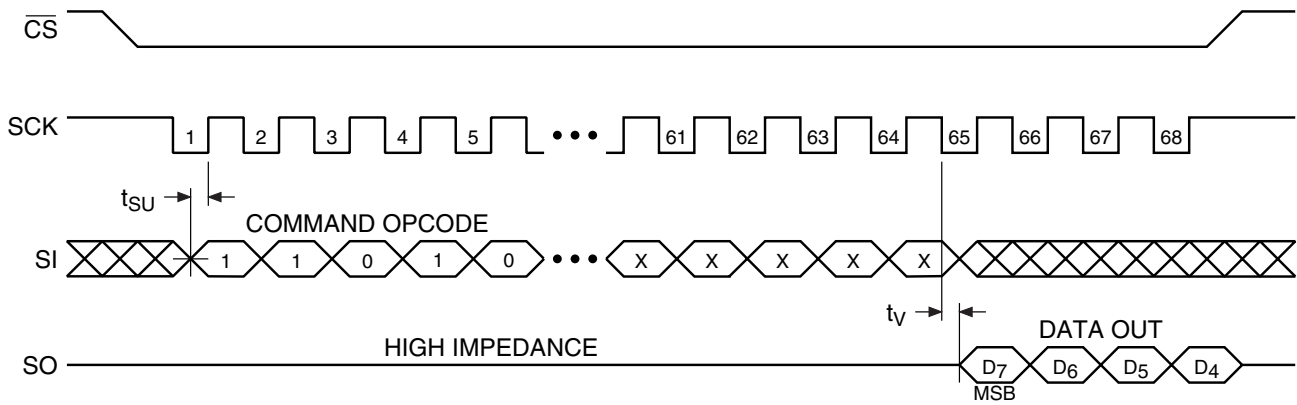 CS
SCK 1 2 3 4 5 ••• 61 62 63 64 65 66 67 68
tSU
COMMAND OPCODE
SI 1 1 0 1 0 ••• X X X X X
tV
DATA OUT
HIGH IMPEDANCE
SO D7 D6 D5 D4
MSB